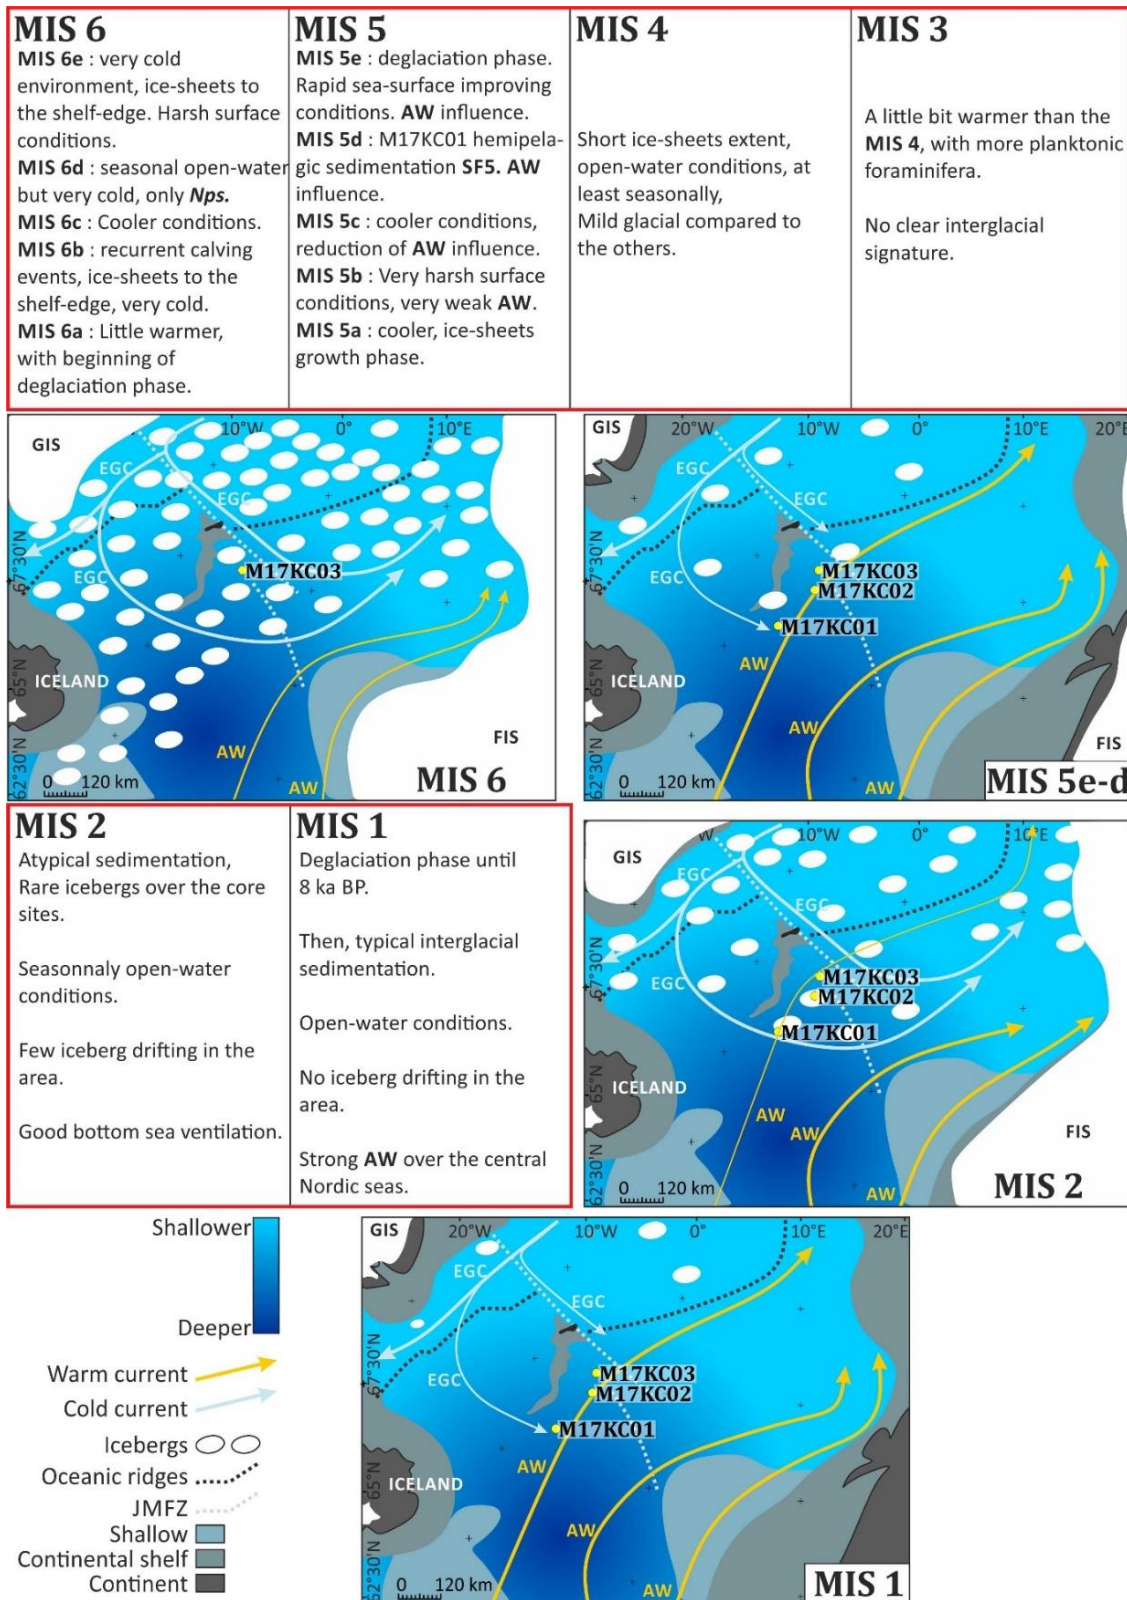 MIS 6
MIS 6e : very cold
environment, ice-sheets to
the shelf-edge. Harsh surface
conditions.
MIS 6d : seasonal open-water
but very cold, only Nps.
MIS 6c : Cooler conditions.
MIS 6b : recurrent calving
events, ice-sheets to the
shelf-edge, very cold.
MIS 6a : Little warmer,
with beginning of
deglaciation phase.
MIS 5
MIS 5e : deglaciation phase.
Rapid sea-surface improving
conditions. AW influence.
MIS 5d : M17KC01 hemipela-
gic sedimentation SF5. AW
influence.
MIS 5c : cooler conditions,
reduction of AW influence.
MIS 5b : Very harsh surface
conditions, very weak AW.
MIS 5a : cooler, ice-sheets
growth phase.
MIS 4
Short ice-sheets extent,
open-water conditions, at
least seasonally,
Mild glacial compared to
the others.
MIS 3
A little bit warmer than the
MIS 4, with more planktonic
foraminifera.
No clear interglacial
signature.
GIS
10°W
0°
10°E
EGC
EGC
67°30'N
M17KC03
EGC
65°N
ICELAND
AW
FIS
62°30'N
0 120 km
AW
MIS 6
GIS
20°W
10°W
0°
10°E
20°E
EGC
EGC
67°30'N
M17KC03
M17KC02
EGC
M17KC01
AW
65°N
ICELAND
AW
FIS
62°30'N
0 120 km
AW
MIS 5e-d
MIS 2
Atypical sedimentation,
Rare icebergs over the core
sites.
Seasonnaly open-water
conditions.
Few iceberg drifting in the
area.
Good bottom sea ventilation.
MIS 1
Deglaciation phase until
8 ka BP.
Then, typical interglacial
sedimentation.
Open-water conditions.
No iceberg drifting in the
area.
Strong AW over the central
Nordic seas.
W
10°W
0°
10°E
GIS
EGC
EGC
67°30'N
M17KC03
EGC
M17KC02
M17KC01
65°N
ICELAND
AW
AW
FIS
62°30'N
0 120 km
AW
MIS 2
Shallower
Deeper
Warm current
Cold current
Icebergs
Oceanic ridges
JMFZ
Shallow
Continental shelf
Continent
GIS
20°W
10°W
0°
10°E
20°E
EGC
EGC
67°30'N
M17KC03
EGC
M17KC02
M17KC01
AW
65°N
ICELAND
AW
62°30'N
0 120 km
AW
MIS 1